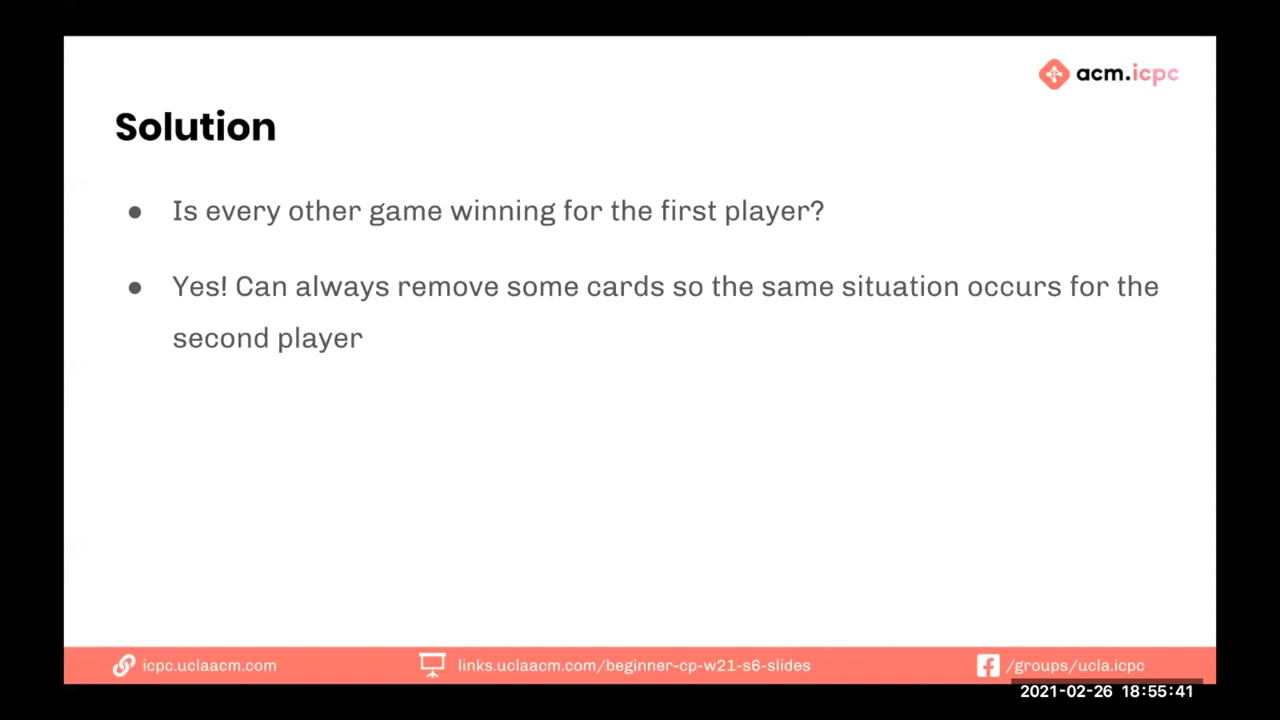 acm.icpc
Solution
● Is every other game winning for the first player?
● Yes! Can always remove some cards so the same situation occurs for the
second player
icpc.uclaacm.com
links.uclaacm.com/beginner-cp-w21-s6-slides
/groups/ucla.icpc
2021-02-26 18:55:41